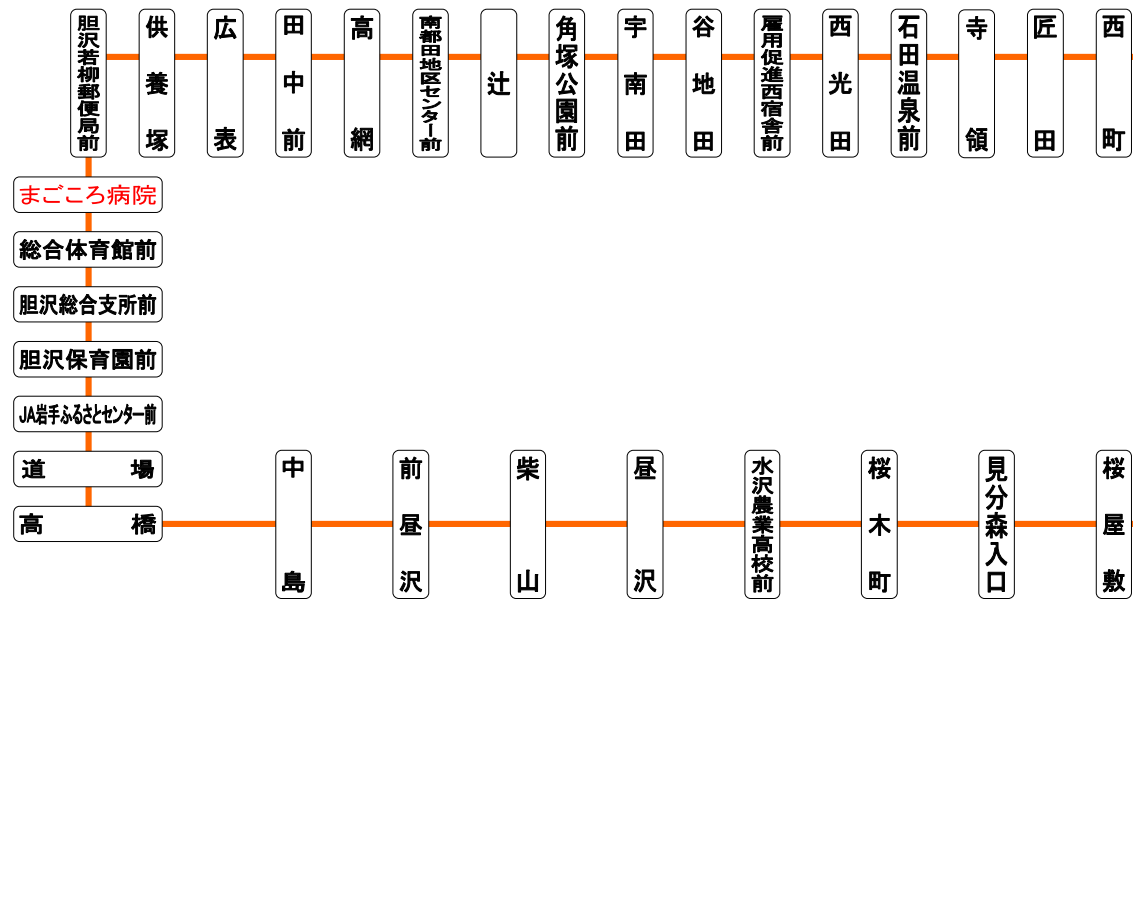 胆沢若柳郵便局前
供養塚
広表
田中前
高網
南都田地区センター前
辻
角塚公園前
宇南田
谷地田
雇用促進西宿舎前
西光田
石田温泉前
寺領
匠田
西町
まごころ病院
総合体育館前
胆沢総合支所前
胆沢保育園前
JA岩手ふるさとセンター前
道場
高橋
中島
前昼沢
柴山
昼沢
水沢農業高校前
桜木町
見分森入口
桜屋敷